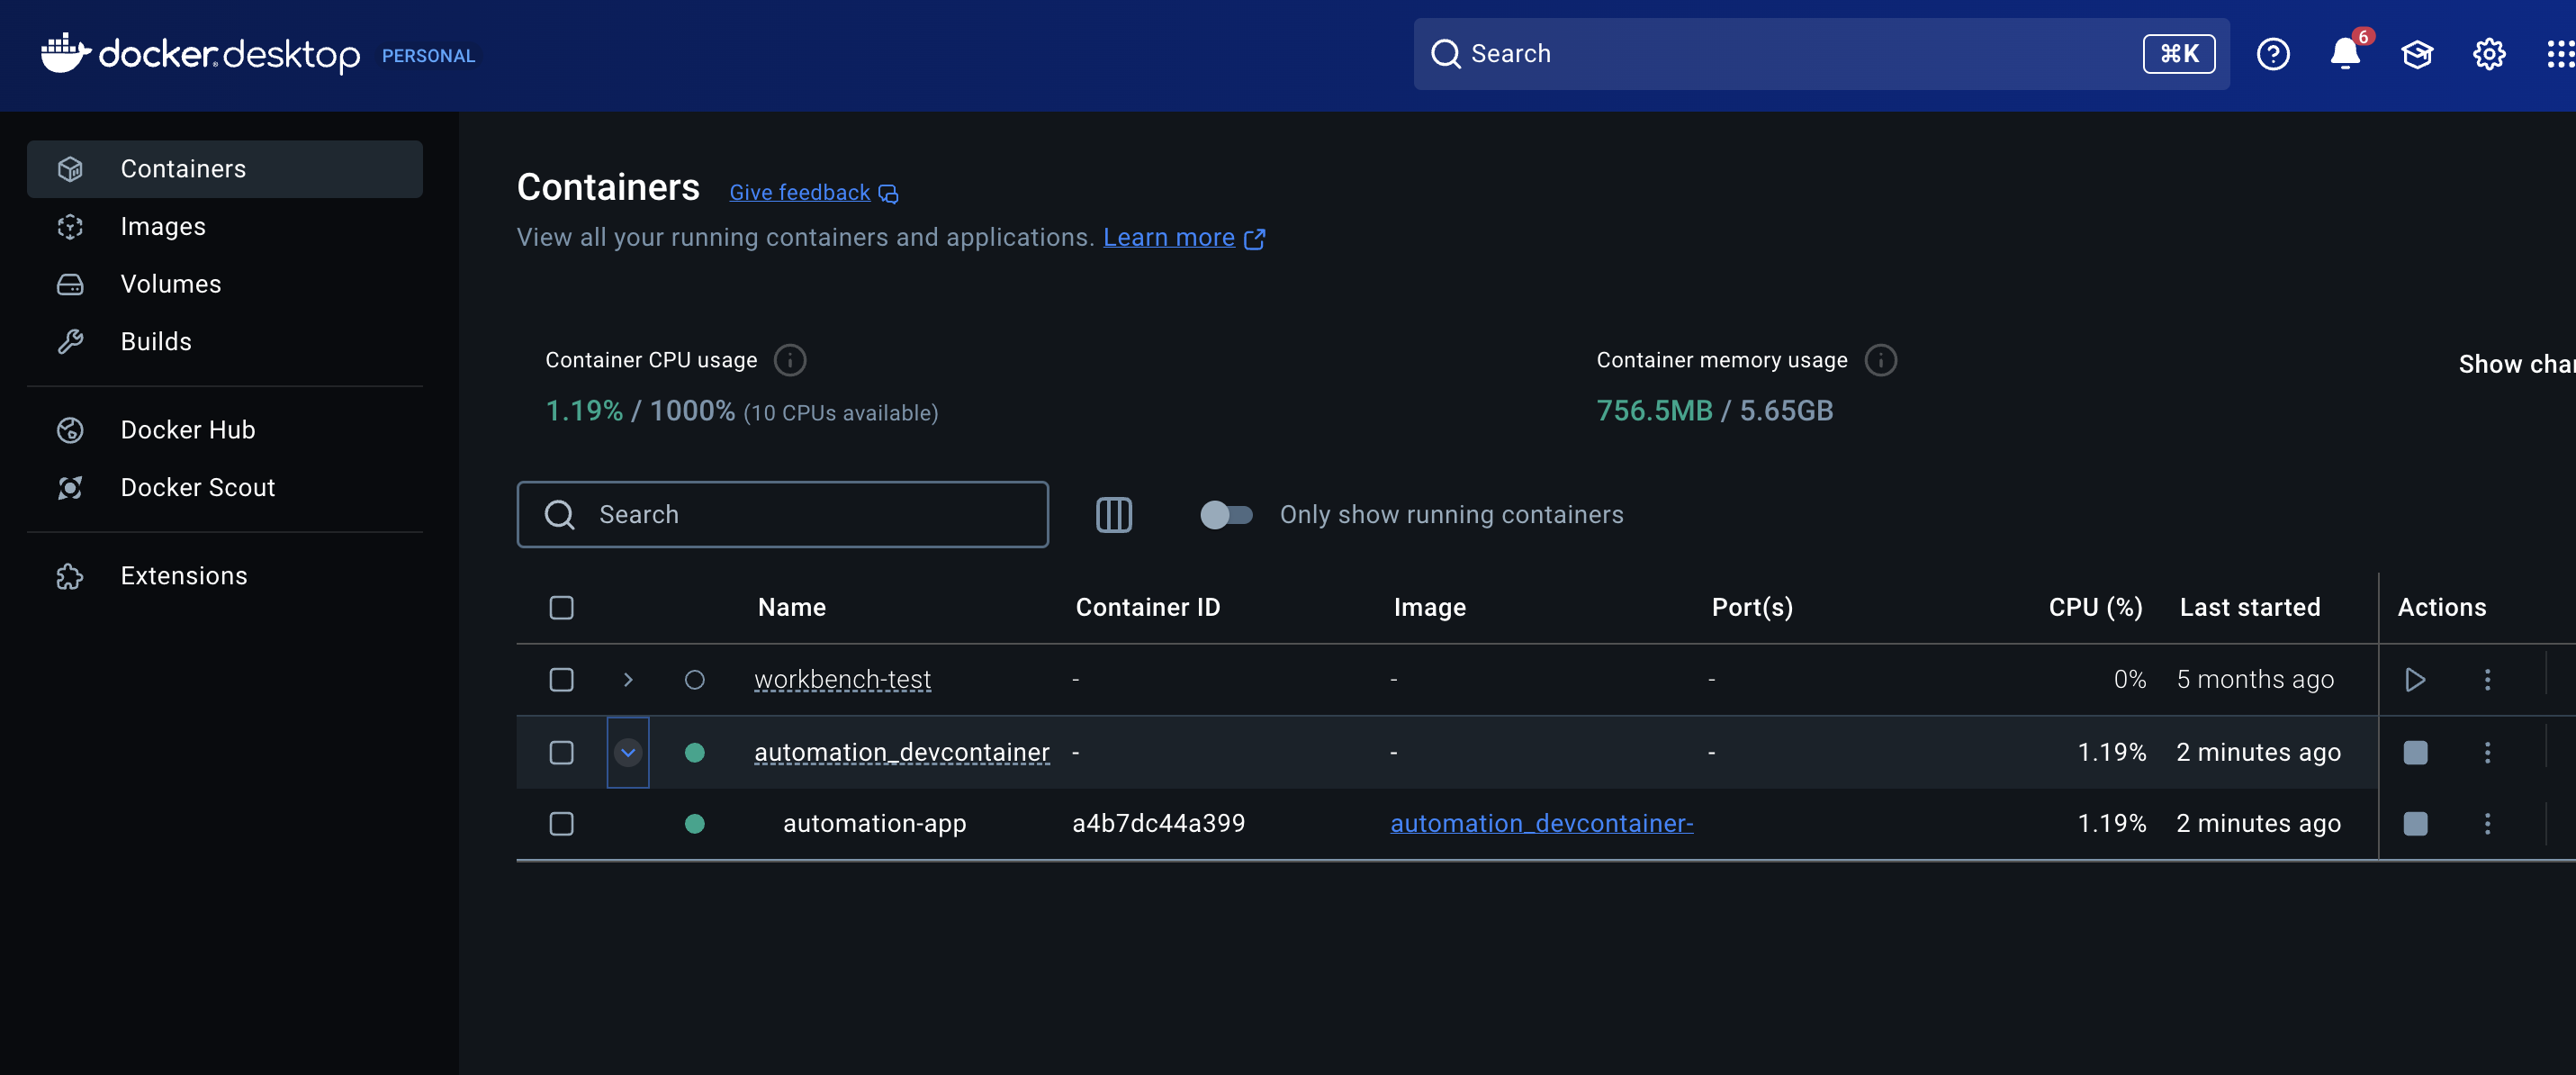 docker. desktop PERSONAL
Search ⌘K 6
Containers
Images
Volumes
Builds
Docker Hub
Docker Scout
Extensions
Containers Give feedback
View all your running containers and applications. Learn more
Container CPU usage
1.19% / 1000% (10 CPUs available)
Container memory usage
756.5MB / 5.65GB
Show char
Search
Only show running containers
Name Container ID Image Port(s) CPU (%) Last started Actions
workbench-test - - - 0% 5 months ago
automation_devcontainer - - - 1.19% 2 minutes ago
automation-app a4b7dc44a399 automation_devcontainer- 1.19% 2 minutes ago